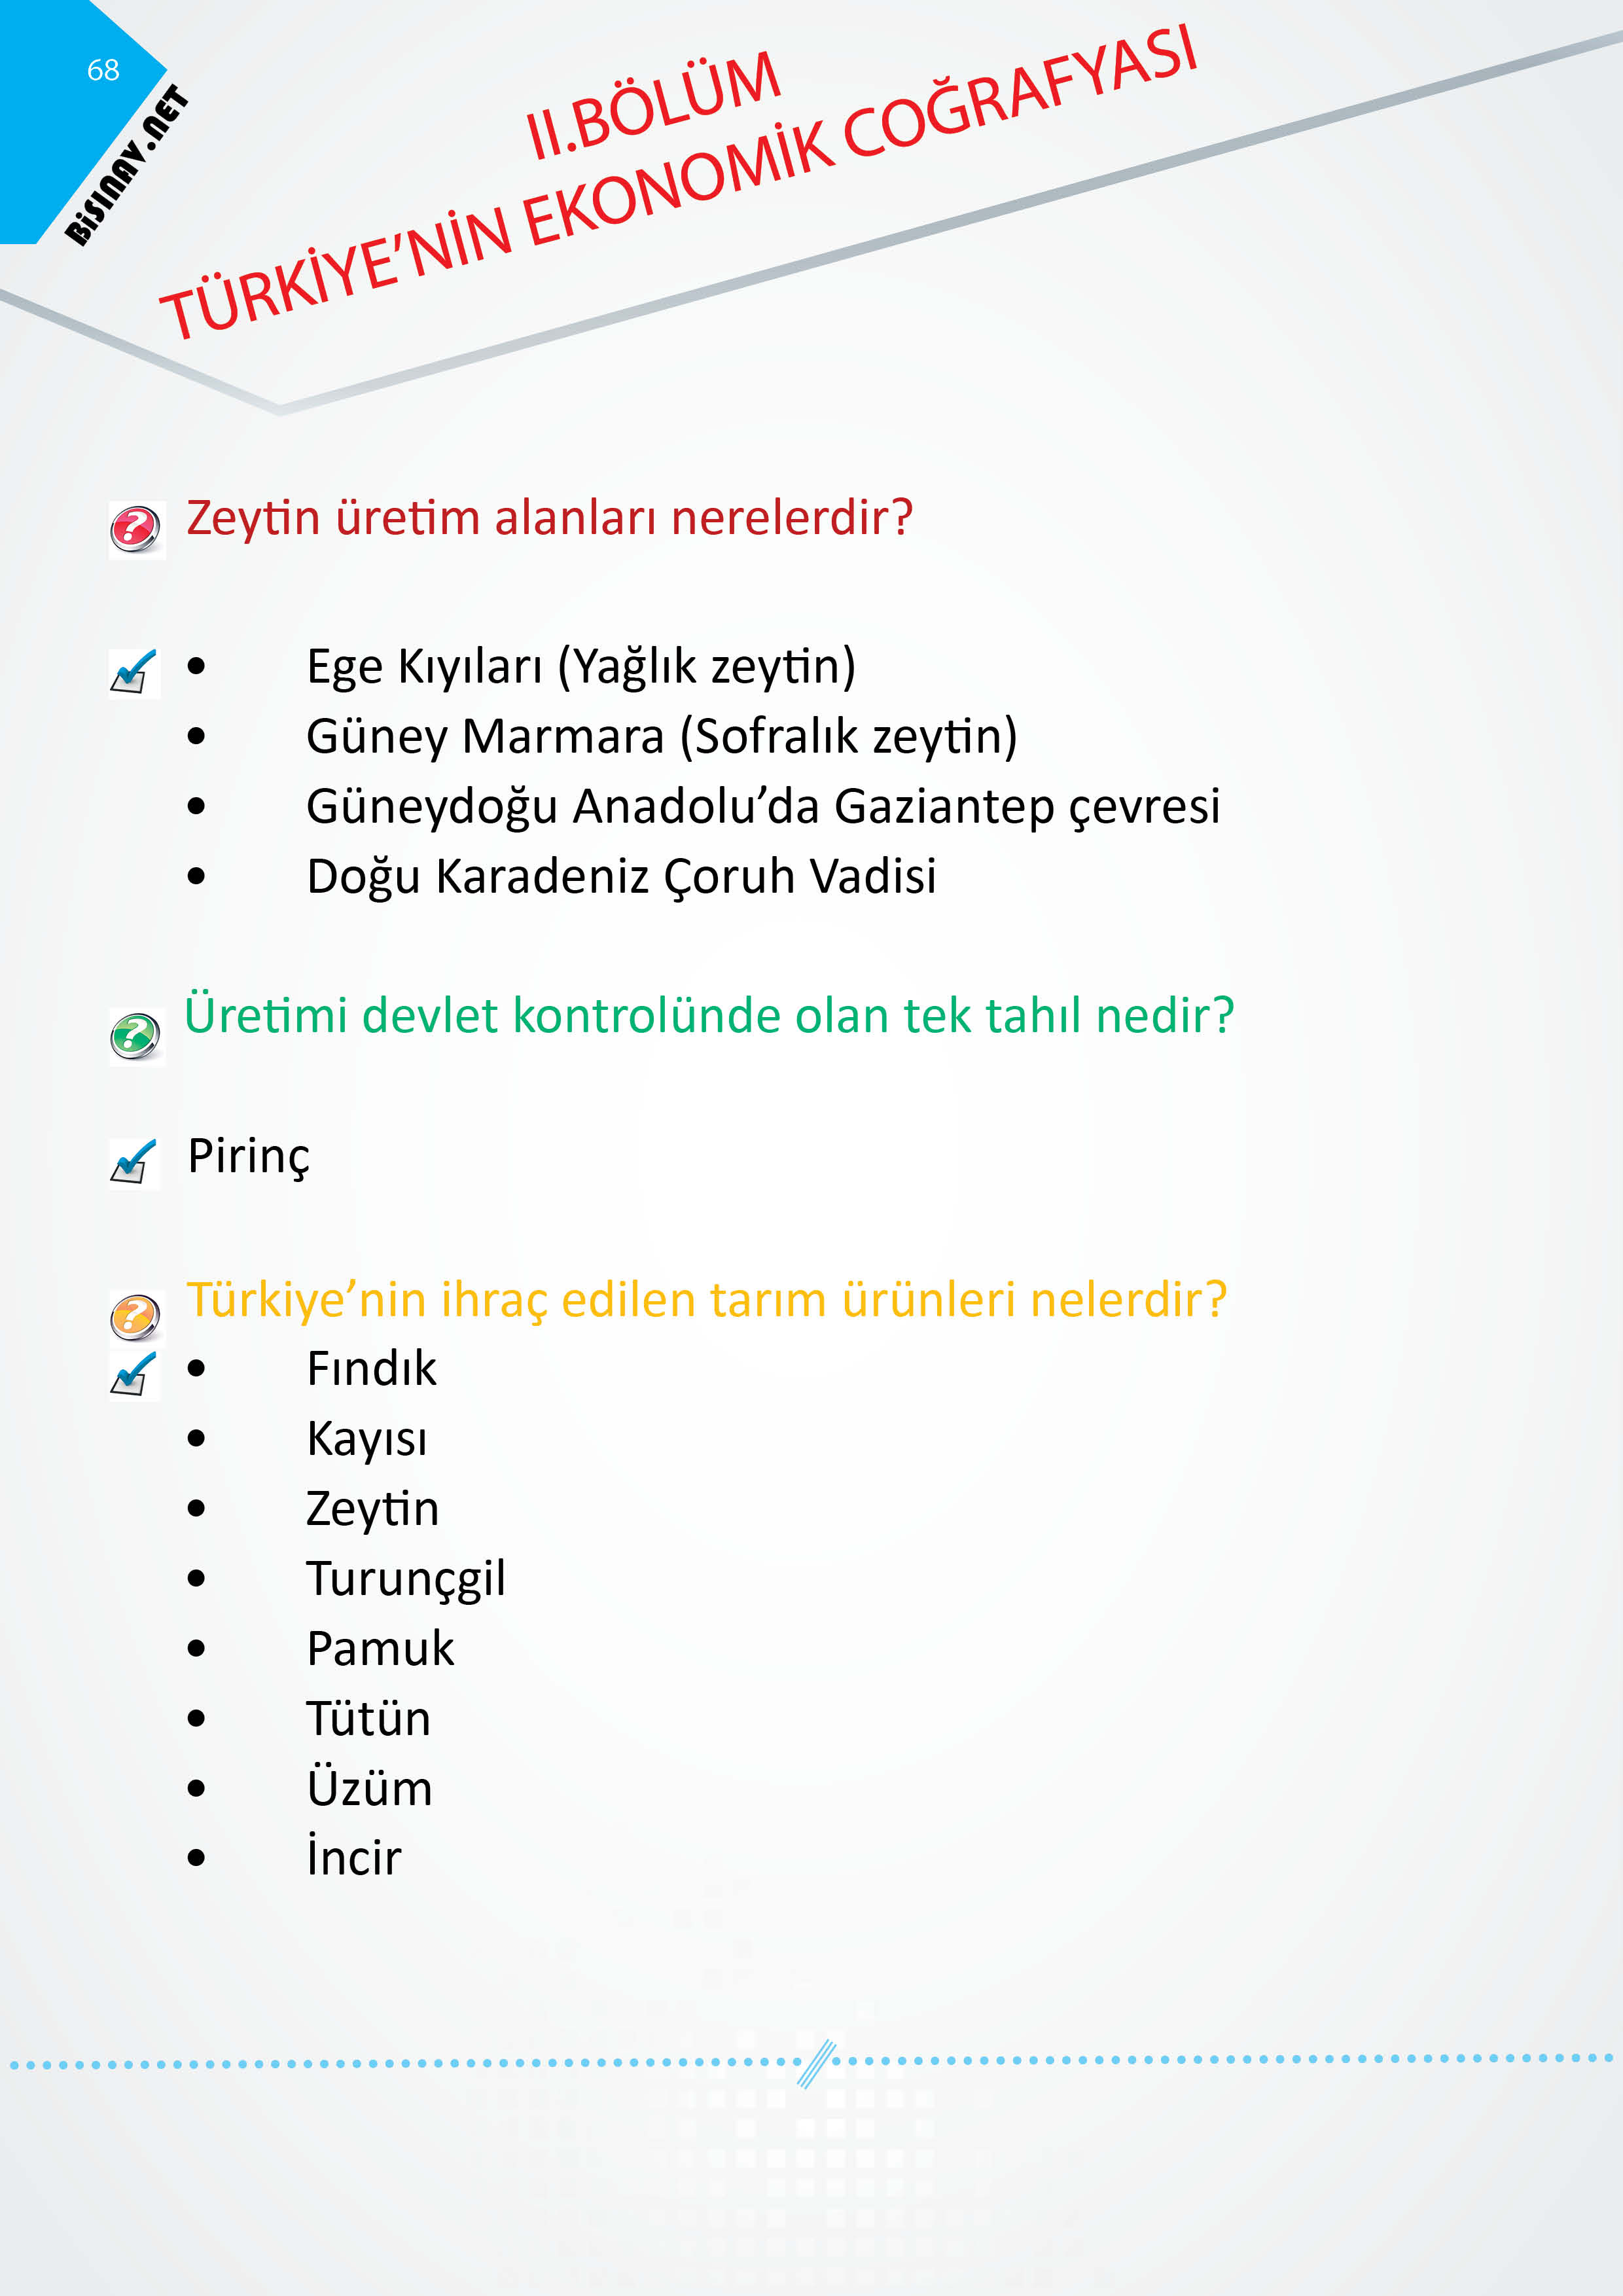 68
BiSINAV.NET
II.BÖLÜM
TÜRKİYE’NİN EKONOMİK COĞRAFYASI
Zeytin üretim alanları nerelerdir?
• Ege Kıyıları (Yağlık zeytin)
• Güney Marmara (Sofralık zeytin)
• Güneydoğu Anadolu’da Gaziantep çevresi
• Doğu Karadeniz Çoruh Vadisi
Üretimi devlet kontrolünde olan tek tahıl nedir?
Pirinç
Türkiye’nin ihraç edilen tarım ürünleri nelerdir?
• Fındık
• Kayısı
• Zeytin
• Turunçgil
• Pamuk
• Tütün
• Üzüm
• İncir